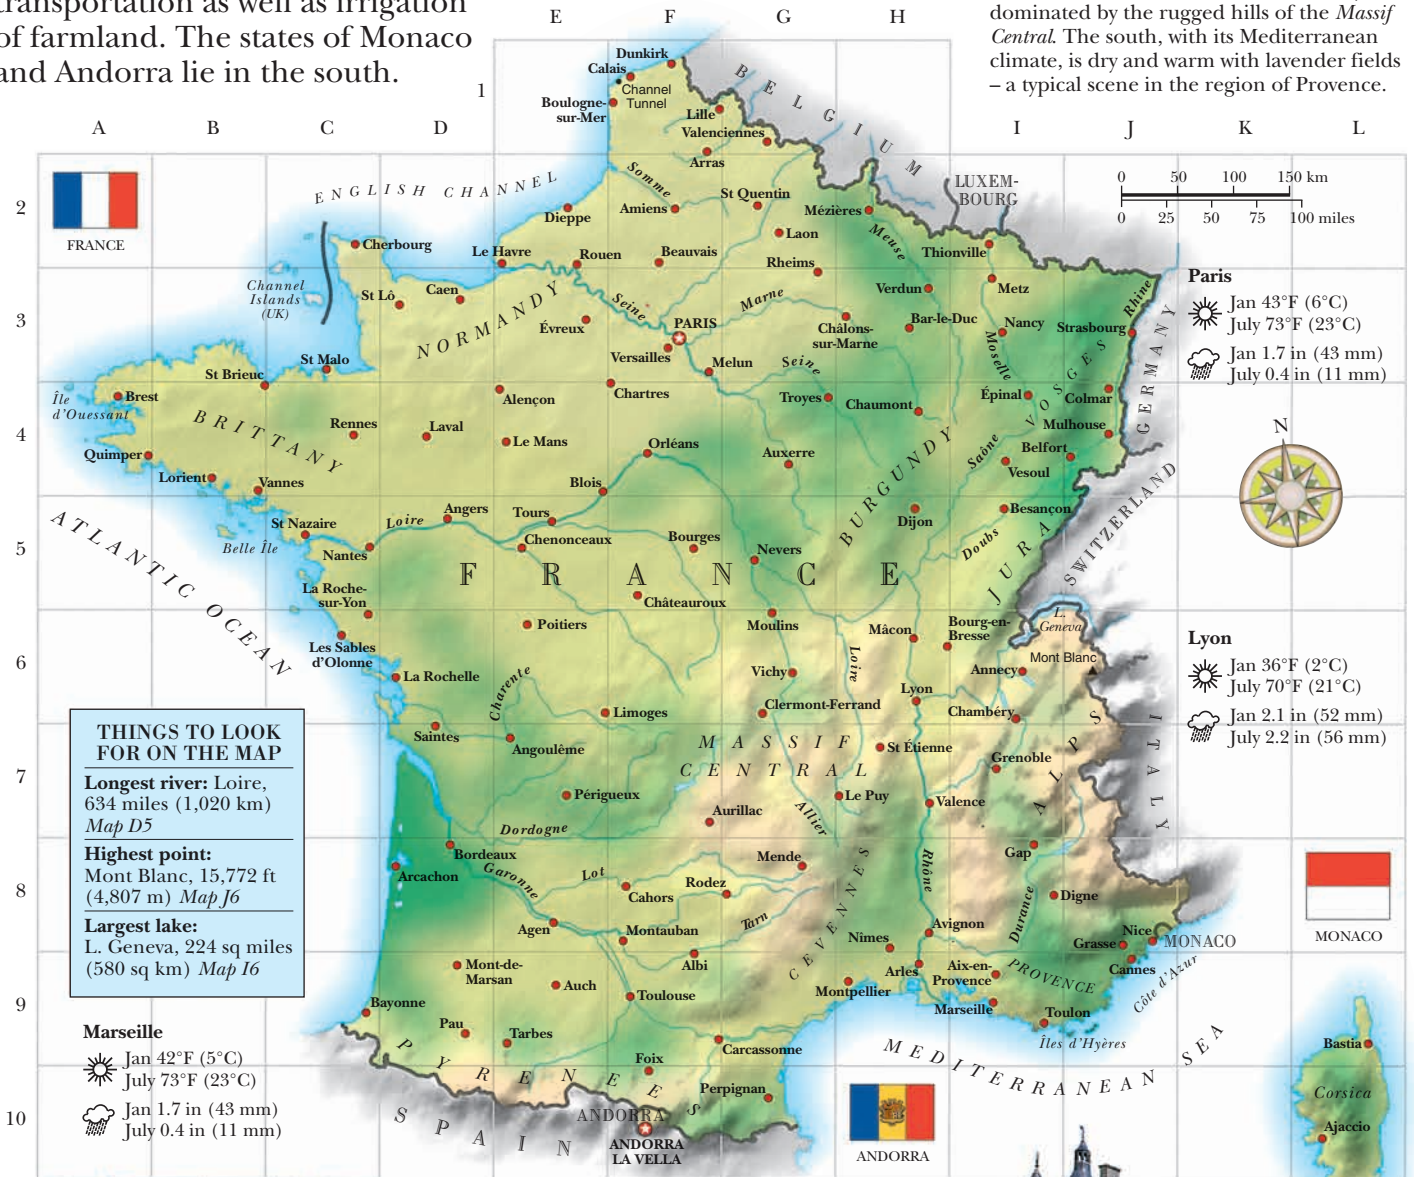 transportation as well as irrigation
of farmland. The states of Monaco
and Andorra lie in the south.
dominated by the rugged hills of the Massif
Central. The south, with its Mediterranean
climate, is dry and warm with lavender fields
– a typical scene in the region of Provence.
E F G H
1
A B C D I J K L
2
3
4
5
6
7
8
9
10
FRANCE
ENGLISH CHANNEL
BELGIUM
LUXEM-
BOURG
0 50 100 150 km
0 25 50 75 100 miles
Dunkirk
Calais
Channel
Tunnel
Boulogne-
sur-Mer
Lille
Valenciennes
Arras
Somme
St Quentin
Amiens
Dieppe
Mézières
Meuse
Laon
Thionville
Cherbourg
Le Havre
Rouen
Beauvais
Rheims
Channel
Islands
(UK)
St Lô
Caen
NORMANDY
Seine
Marne
Verdun
Metz
Rhine
Évreux
PARIS
Châlons-
sur-Marne
Bar-le-Duc
Nancy
Strasbourg
Versailles
Melun
Seine
Moselle
VOSGES
GERMANY
St Malo
St Brieuc
Île
d'Ouessant
Brest
Alençon
Chartres
Troyes
Chaumont
Épinal
Colmar
BRITTANY
Rennes
Laval
Le Mans
Orléans
Auxerre
BURGUNDY
Saône
Mulhouse
Belfort
Vesoul
Quimper
Lorient
Vannes
Blois
SWITZERLAND
ATLANTIC OCEAN
St Nazaire
Belle Île
Loire
Angers
Tours
Dijon
Besançon
Nantes
Chenonceaux
Bourges
Nevers
Doubs
JURA
FRANCE
La Roche-
sur-Yon
Châteauroux
Les Sables
d'Olonne
Poitiers
Moulins
Mâcon
Bourg-en-
Bresse
L.
Geneva
La Rochelle
Charente
Vichy
Loire
Annecy
Mont Blanc
Limoges
Clermont-Ferrand
Lyon
Chambéry
Saintes
Angoulême
MASSIF
CENTRAL
St Étienne
Grenoble
ALPS
ITALY
Périgueux
Aurillac
Allier
Le Puy
Valence
Dordogne
Bordeaux
Arcachon
Garonne
Lot
Cahors
Rodez
Mende
CEVENNES
Rhône
Gap
Digne
Durance
Agen
Montauban
Tarn
Avignon
Nice
MONACO
Grasse
Cannes
Côte d'Azur
Albi
Nîmes
Arles
Aix-en-
Provence
PROVENCE
Mont-de-
Marsan
Auch
Toulouse
Montpellier
Marseille
Toulon
Îles d'Hyères
Bayonne
Pau
Tarbes
Carcassonne
PYRENEES
Foix
Perpignan
MEDITERRANEAN SEA
SPAIN
ANDORRA
ANDORRA
LA VELLA
ANDORRA
Bastia
Corsica
Ajaccio
MONACO
N
Paris
Jan 43°F (6°C)
July 73°F (23°C)
Jan 1.7 in (43 mm)
July 0.4 in (11 mm)
Lyon
Jan 36°F (2°C)
July 70°F (21°C)
Jan 2.1 in (52 mm)
July 2.2 in (56 mm)
THINGS TO LOOK
FOR ON THE MAP
Longest river: Loire,
634 miles (1,020 km)
Map D5
Highest point:
Mont Blanc, 15,772 ft
(4,807 m) Map J6
Largest lake:
L. Geneva, 224 sq miles
(580 sq km) Map I6
Marseille
Jan 42°F (5°C)
July 73°F (23°C)
Jan 1.7 in (43 mm)
July 0.4 in (11 mm)